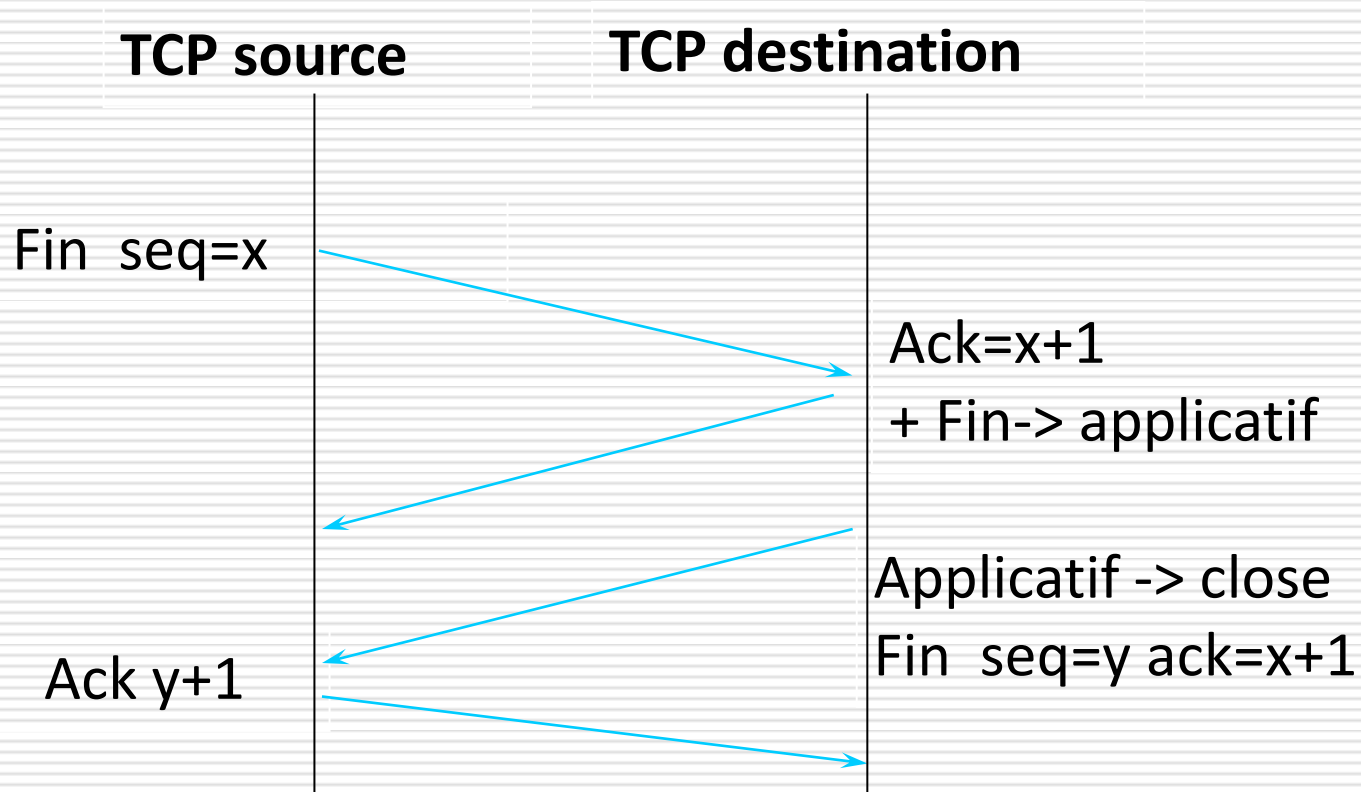 TCP source
TCP destination
Fin seq=x
Ack=x+1
+ Fin-> applicatif
Applicatif -> close
Fin seq=y ack=x+1
Ack y+1